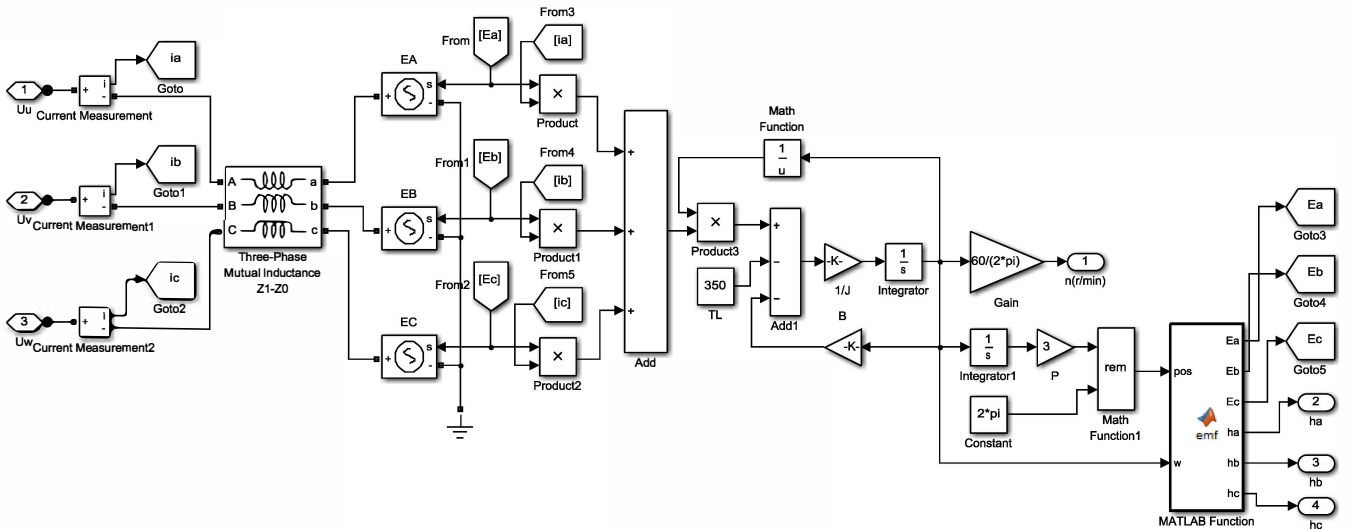 From3
From
[Ea]
[ia]
ia
i
+
-
Goto
1
Uu
Current Measurement
EA
s
+
-
×
Product
Math
Function
1
u
ib
i
+
-
Goto1
2
Uv
Current Measurement1
From1
[Eb]
From4
[ib]
A
a
B
b
C
c
Three-Phase
Mutual Inductance
Z1-Z0
EB
s
+
-
×
Product1
+
+
+
Add
×
Product3
350
TL
+
−
−
Add1
-K-
1/J
1
s
Integrator
60/(2*pi)
Gain
1
n(r/min)
Ea
Goto3
Eb
Goto4
Ec
Goto5
ic
i
+
-
Goto2
3
Uw
Current Measurement2
From2
[Ec]
From5
[ic]
EC
s
+
-
×
Product2
B
-K-
1
s
Integrator1
3
P
rem
Math
Function1
2*pi
Constant
pos
w
emf
Ea
Eb
Ec
ha
hb
hc
MATLAB Function
2
ha
3
hb
4
hc